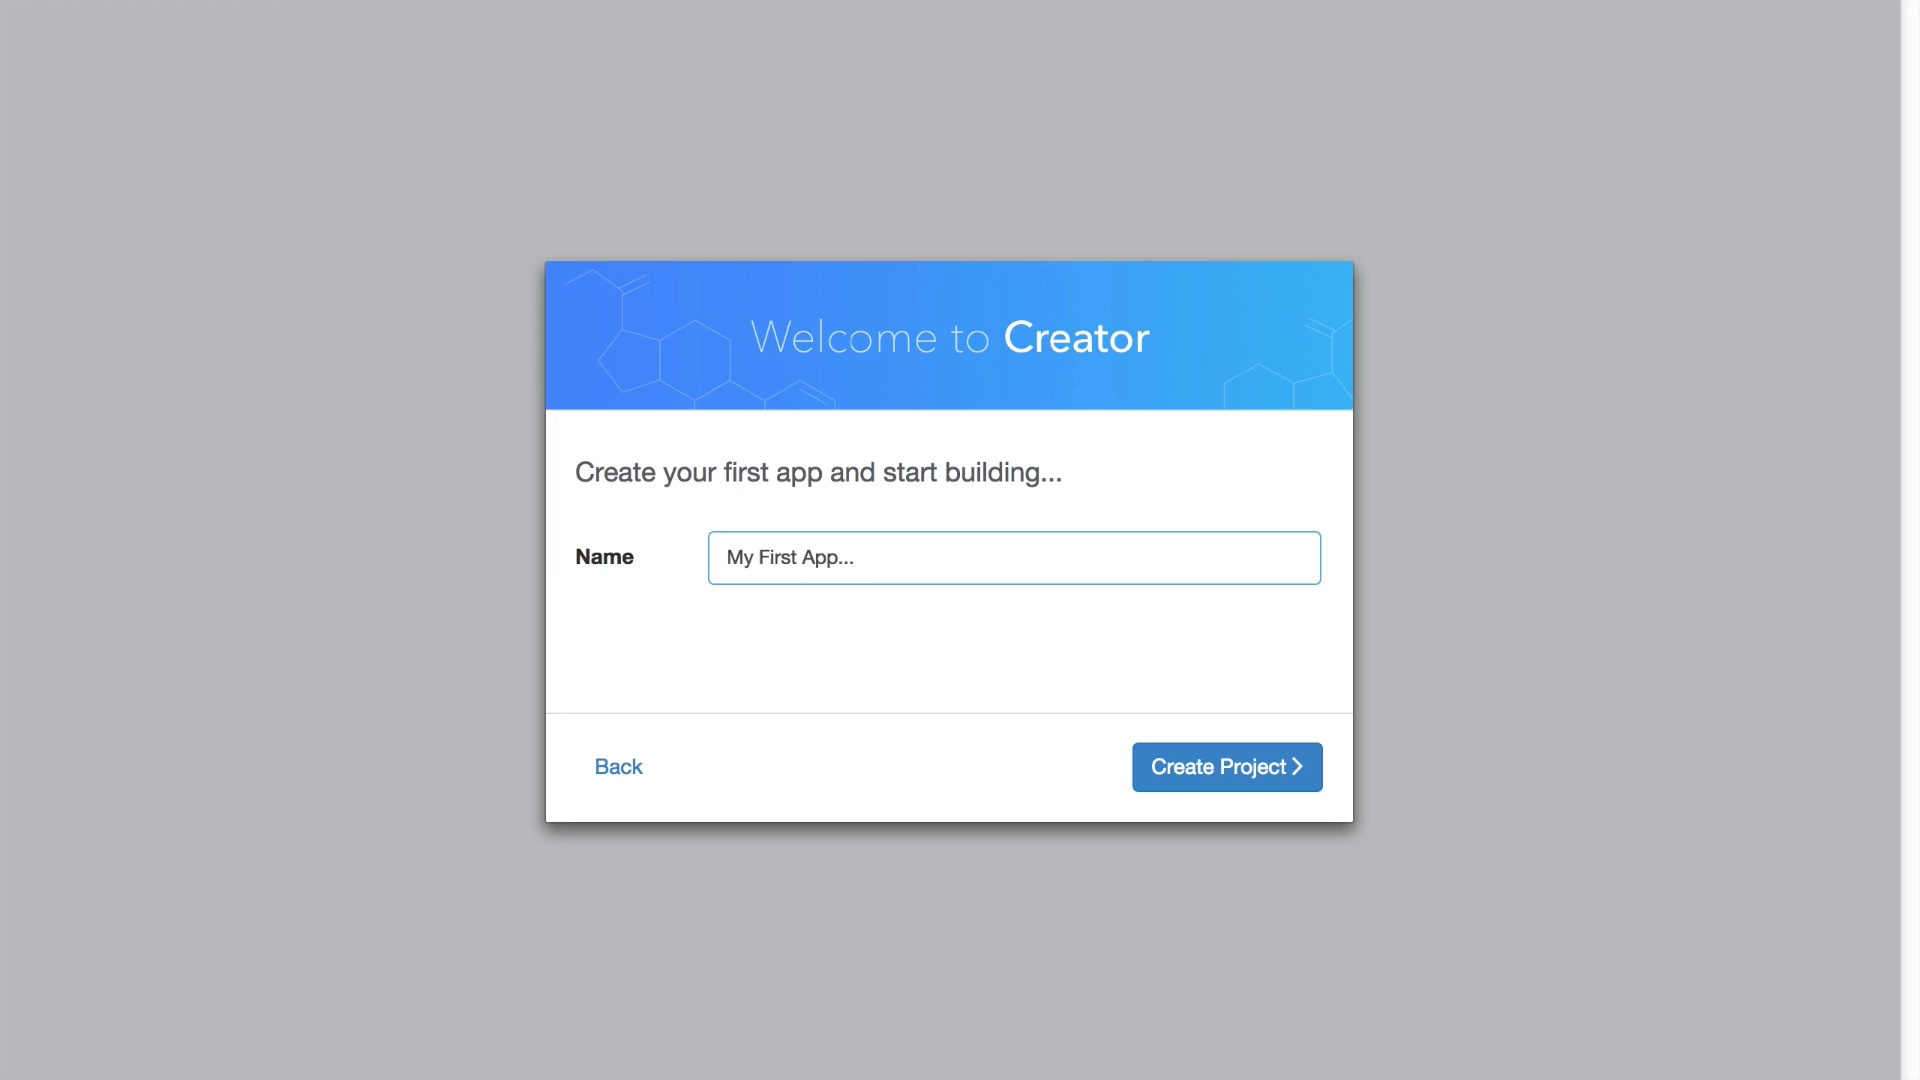 Welcome to Creator
Create your first app and start building...
Name
My First App...
Back
Create Project